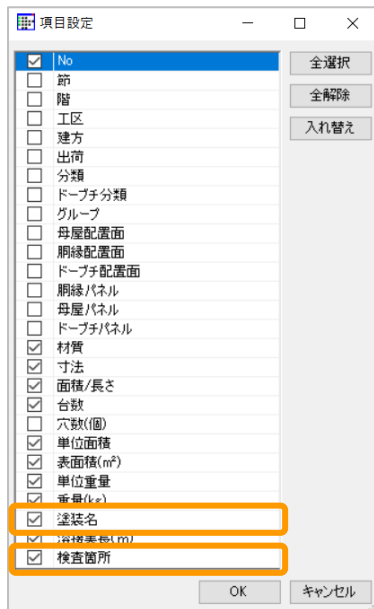 項目設定
No
全選択
節
階
全解除
工区
入れ替え
建方
出荷
分類
ドーブチ分類
グループ
母屋配置面
胴縁配置面
ドーブチ配置面
胴縁パネル
母屋パネル
ドーブチパネル
材質
寸法
面積/長さ
台数
穴数(個)
単位面積
表面積(m²)
単位重量
重量(kg)
塗装名
溶接実長(m)
検査箇所
OK
キャンセル